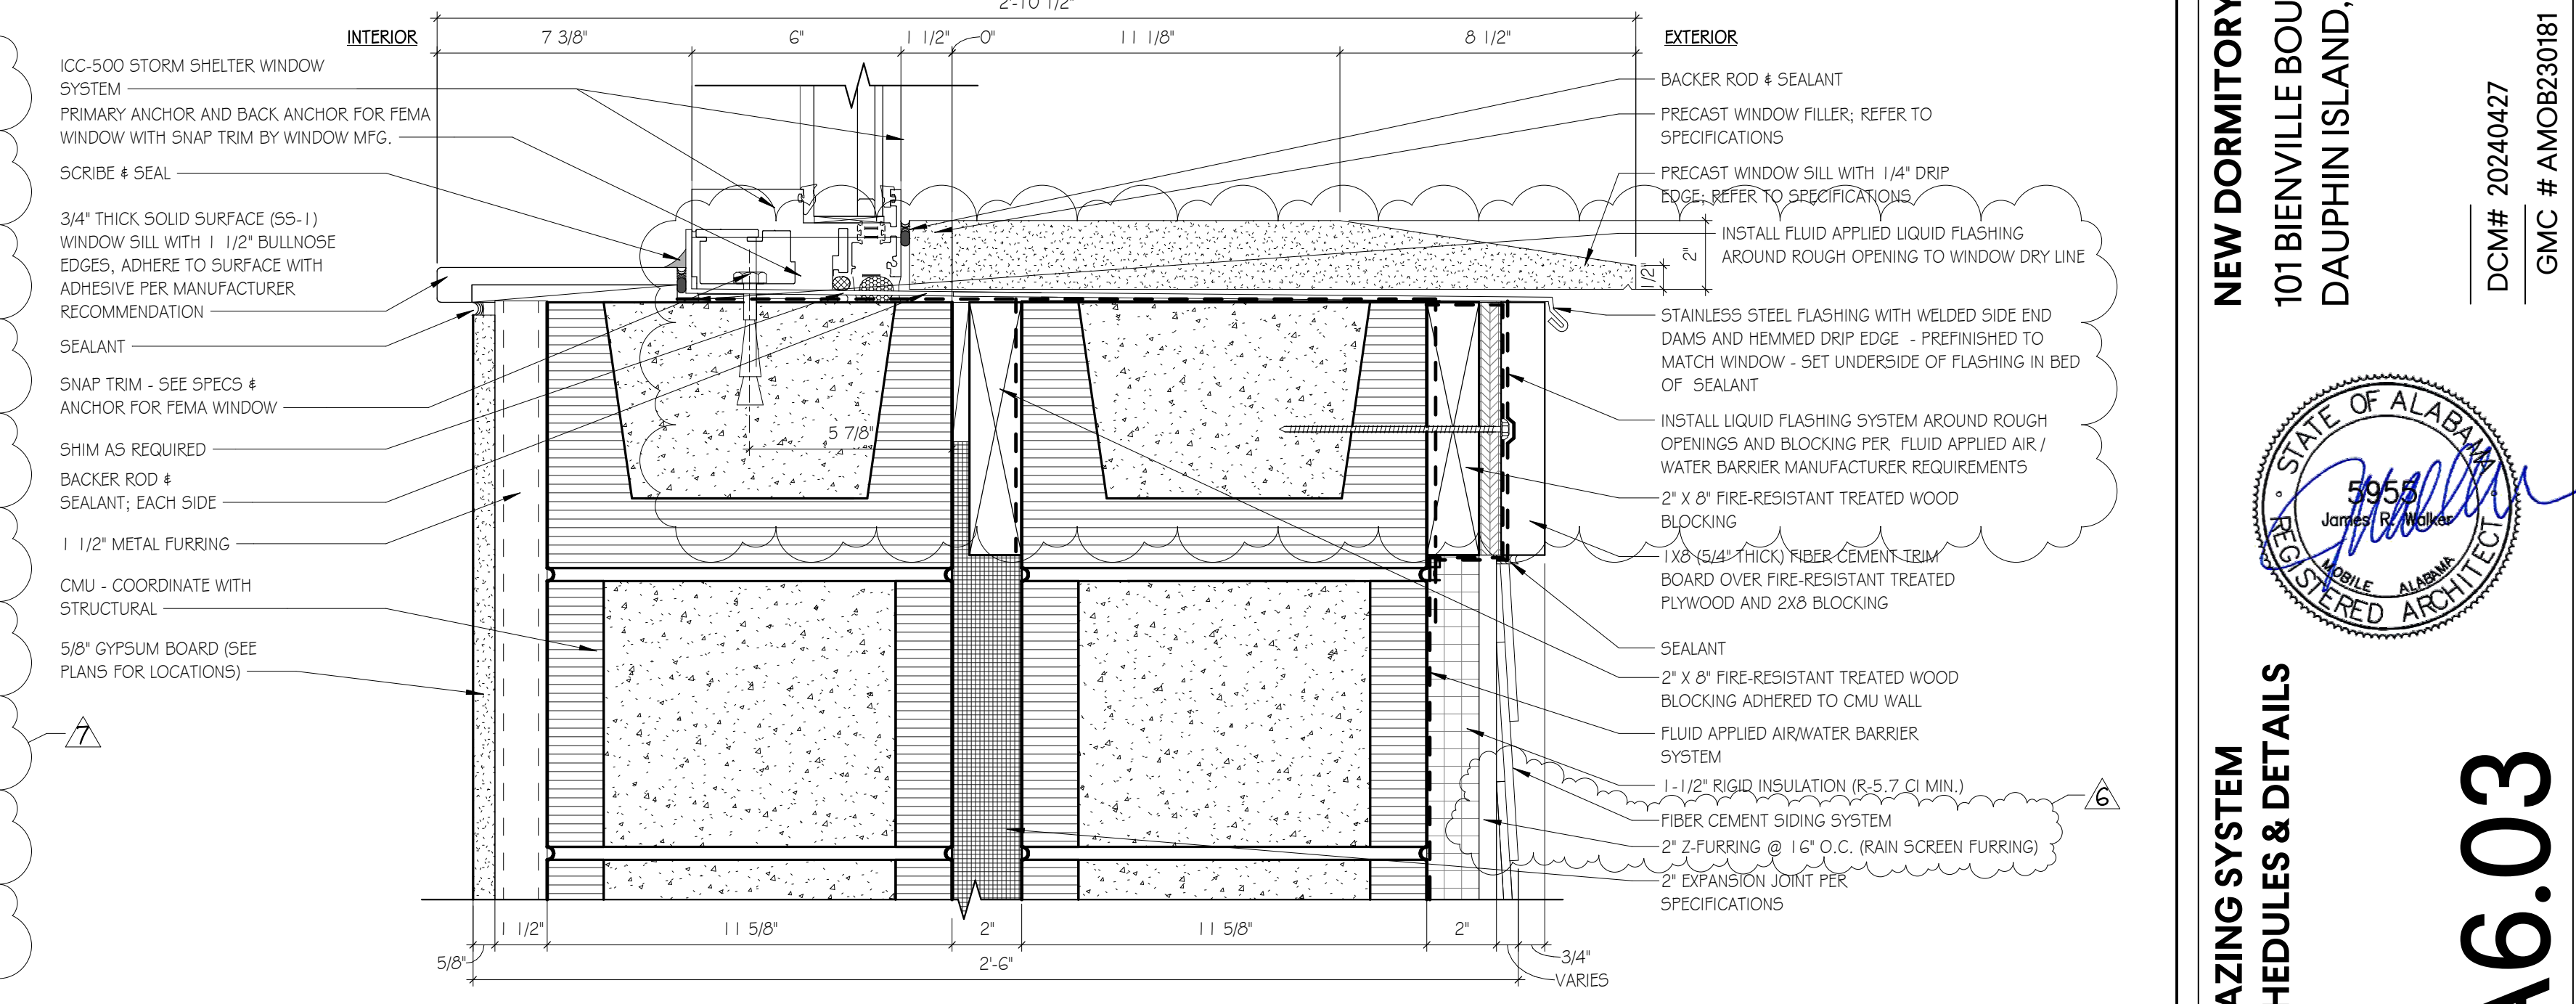 2'-10 1/2"
INTERIOR
7 3/8"
6"
1 1/2"
0"
11 1/8"
8 1/2"
EXTERIOR
ICC-500 STORM SHELTER WINDOW
SYSTEM
PRIMARY ANCHOR AND BACK ANCHOR FOR FEMA
WINDOW WITH SNAP TRIM BY WINDOW MFG.
SCRIBE & SEAL
3/4" THICK SOLID SURFACE (SS-1)
WINDOW SILL WITH 1 1/2" BULLNOSE
EDGES, ADHERE TO SURFACE WITH
ADHESIVE PER MANUFACTURER
RECOMMENDATION
SEALANT
SNAP TRIM - SEE SPECS &
ANCHOR FOR FEMA WINDOW
SHIM AS REQUIRED
BACKER ROD &
SEALANT; EACH SIDE
1 1/2" METAL FURRING
CMU - COORDINATE WITH
STRUCTURAL
5/8" GYPSUM BOARD (SEE
PLANS FOR LOCATIONS)
7
5 7/8"
BACKER ROD & SEALANT
PRECAST WINDOW FILLER; REFER TO
SPECIFICATIONS
PRECAST WINDOW SILL WITH 1/4" DRIP
EDGE; REFER TO SPECIFICATIONS
INSTALL FLUID APPLIED LIQUID FLASHING
AROUND ROUGH OPENING TO WINDOW DRY LINE
1/2"
2"
STAINLESS STEEL FLASHING WITH WELDED SIDE END
DAMS AND HEMMED DRIP EDGE  - PREFINISHED TO
MATCH WINDOW - SET UNDERSIDE OF FLASHING IN BED
OF  SEALANT
INSTALL LIQUID FLASHING SYSTEM AROUND ROUGH
OPENINGS AND BLOCKING PER  FLUID APPLIED AIR /
WATER BARRIER MANUFACTURER REQUIREMENTS
2" X 8" FIRE-RESISTANT TREATED WOOD
BLOCKING
1X8 (5/4" THICK) FIBER CEMENT TRIM
BOARD OVER FIRE-RESISTANT TREATED
PLYWOOD AND 2X8 BLOCKING
SEALANT
2" X 8" FIRE-RESISTANT TREATED WOOD
BLOCKING ADHERED TO CMU WALL
FLUID APPLIED AIR/WATER BARRIER
SYSTEM
1-1/2" RIGID INSULATION (R-5.7 CI MIN.)
FIBER CEMENT SIDING SYSTEM
2" Z-FURRING @ 16" O.C. (RAIN SCREEN FURRING)
2" EXPANSION JOINT PER
SPECIFICATIONS
6
1 1/2"
11 5/8"
2"
11 5/8"
2"
5/8"
2'-6"
3/4"
VARIES
NEW DORMITORY
101 BIENVILLE BOU
DAUPHIN ISLAND,
DCM# 20240427
GMC # AMOB230181
STATE OF ALABAMA
5955
James R. Walker
MOBILE ALABAMA
REGISTERED ARCHITECT
AZING SYSTEM
HEDULES & DETAILS
A6.03